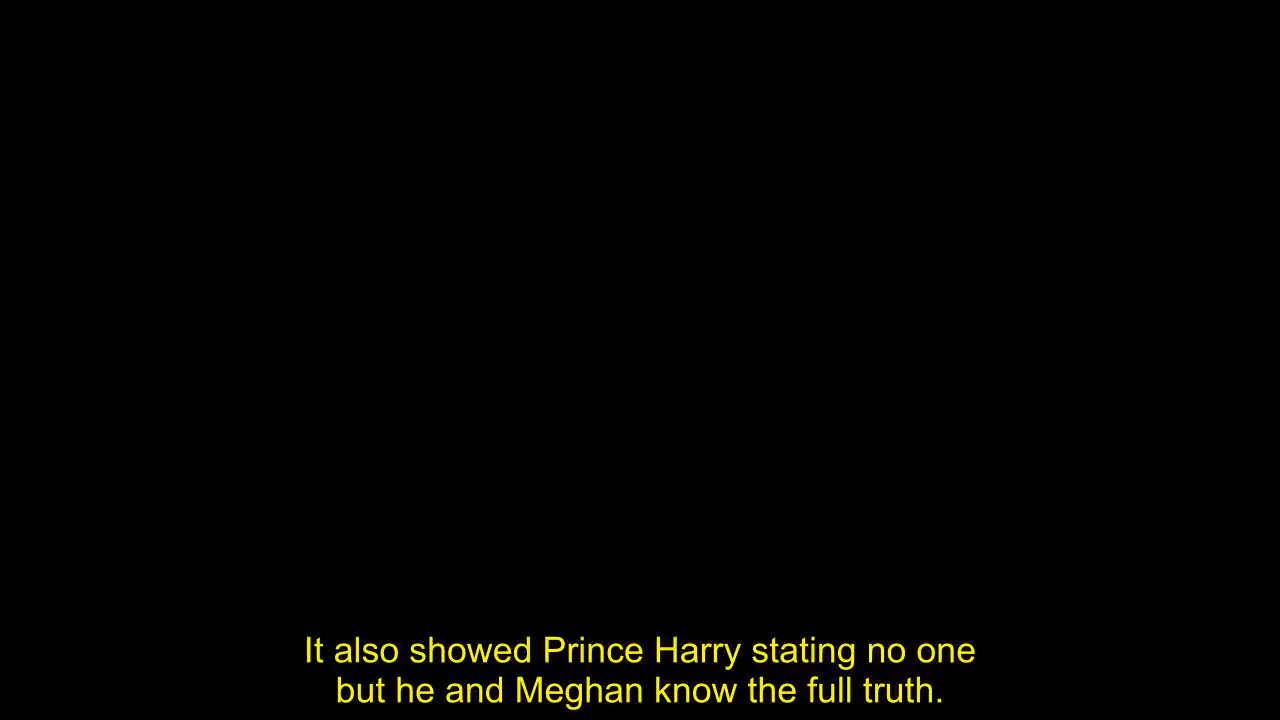 It also showed Prince Harry stating no one
but he and Meghan know the full truth.